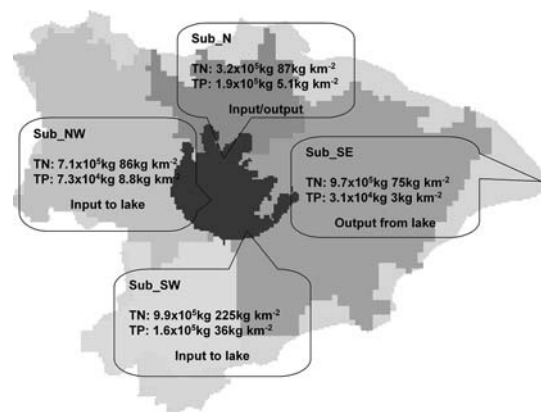 Sub_N
TN: 3.2x10⁵kg 87kg km⁻²
TP: 1.9x10⁵kg 5.1kg km⁻²
Input/output
Sub_NW
TN: 7.1x10⁵kg 86kg km⁻²
TP: 7.3x10⁴kg 8.8kg km⁻²
Input to lake
Sub_SE
TN: 9.7x10⁵kg 75kg km⁻²
TP: 3.1x10⁴kg 3kg km⁻²
Output from lake
Sub_SW
TN: 9.9x10⁵kg 225kg km⁻²
TP: 1.6x10⁵kg 36kg km⁻²
Input to lake